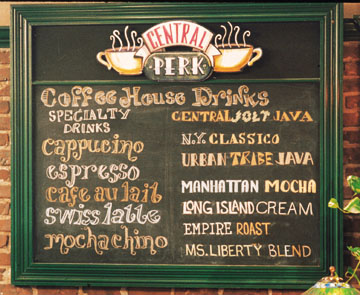 CENTRAL
PERK
Coffee House Drinks
SPECIALTY
DRINKS
cappucino
espresso
cafe au lait
swiss latte
mochachino
CENTRAL JOLT JAVA
N.Y. CLASSICO
URBAN TRIBE JAVA
MANHATTAN MOCHA
LONG ISLAND CREAM
EMPIRE ROAST
MS. LIBERTY BLEND